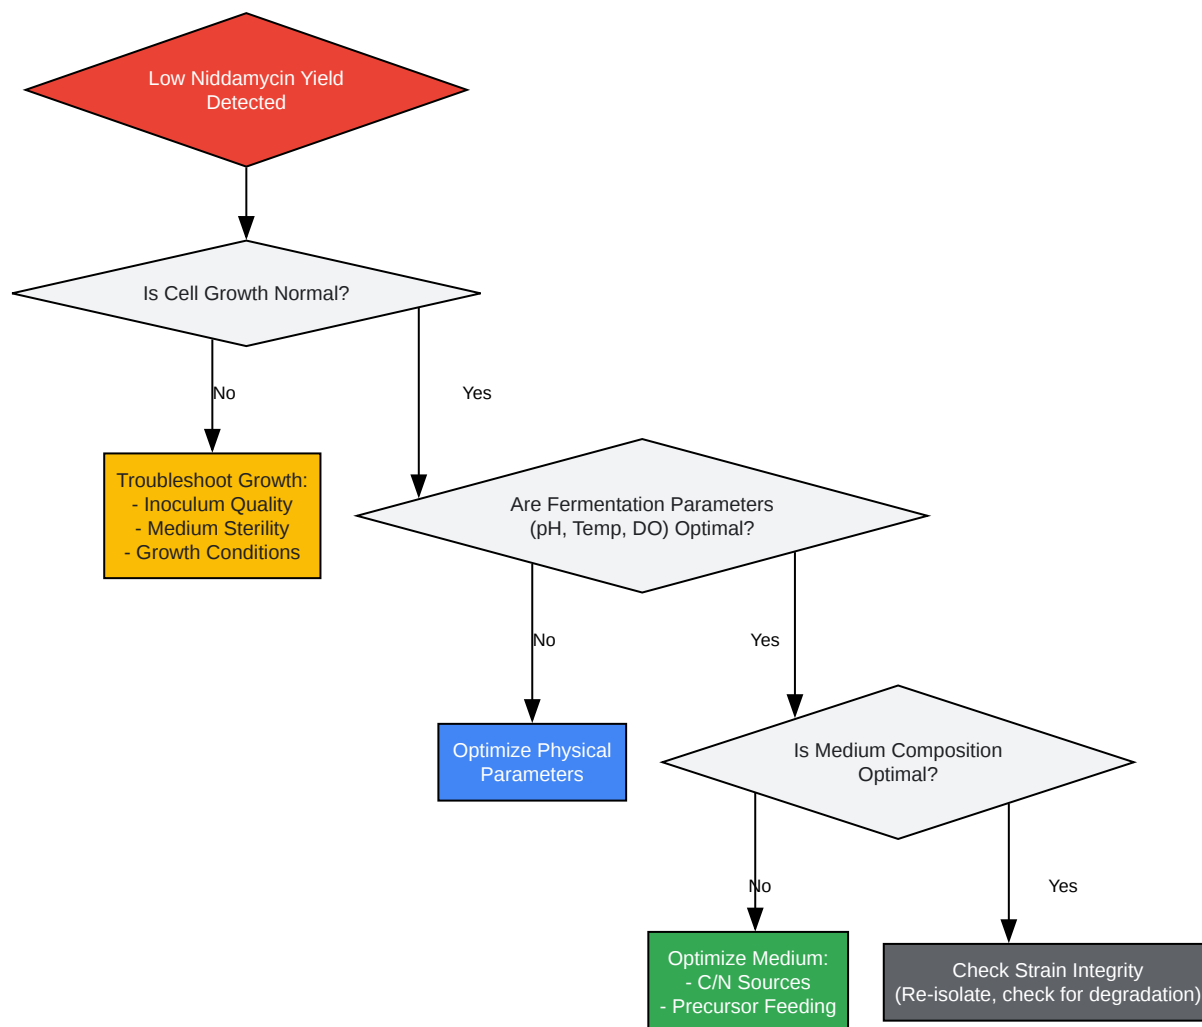 Low Niddamycin Yield
Detected
Is Cell Growth Normal?
No
Yes
Troubleshoot Growth:
- Inoculum Quality
- Medium Sterility
- Growth Conditions
Are Fermentation Parameters
(pH, Temp, DO) Optimal?
No
Yes
Optimize Physical
Parameters
Is Medium Composition
Optimal?
No
Yes
Optimize Medium:
- C/N Sources
- Precursor Feeding
Check Strain Integrity
(Re-isolate, check for degradation)